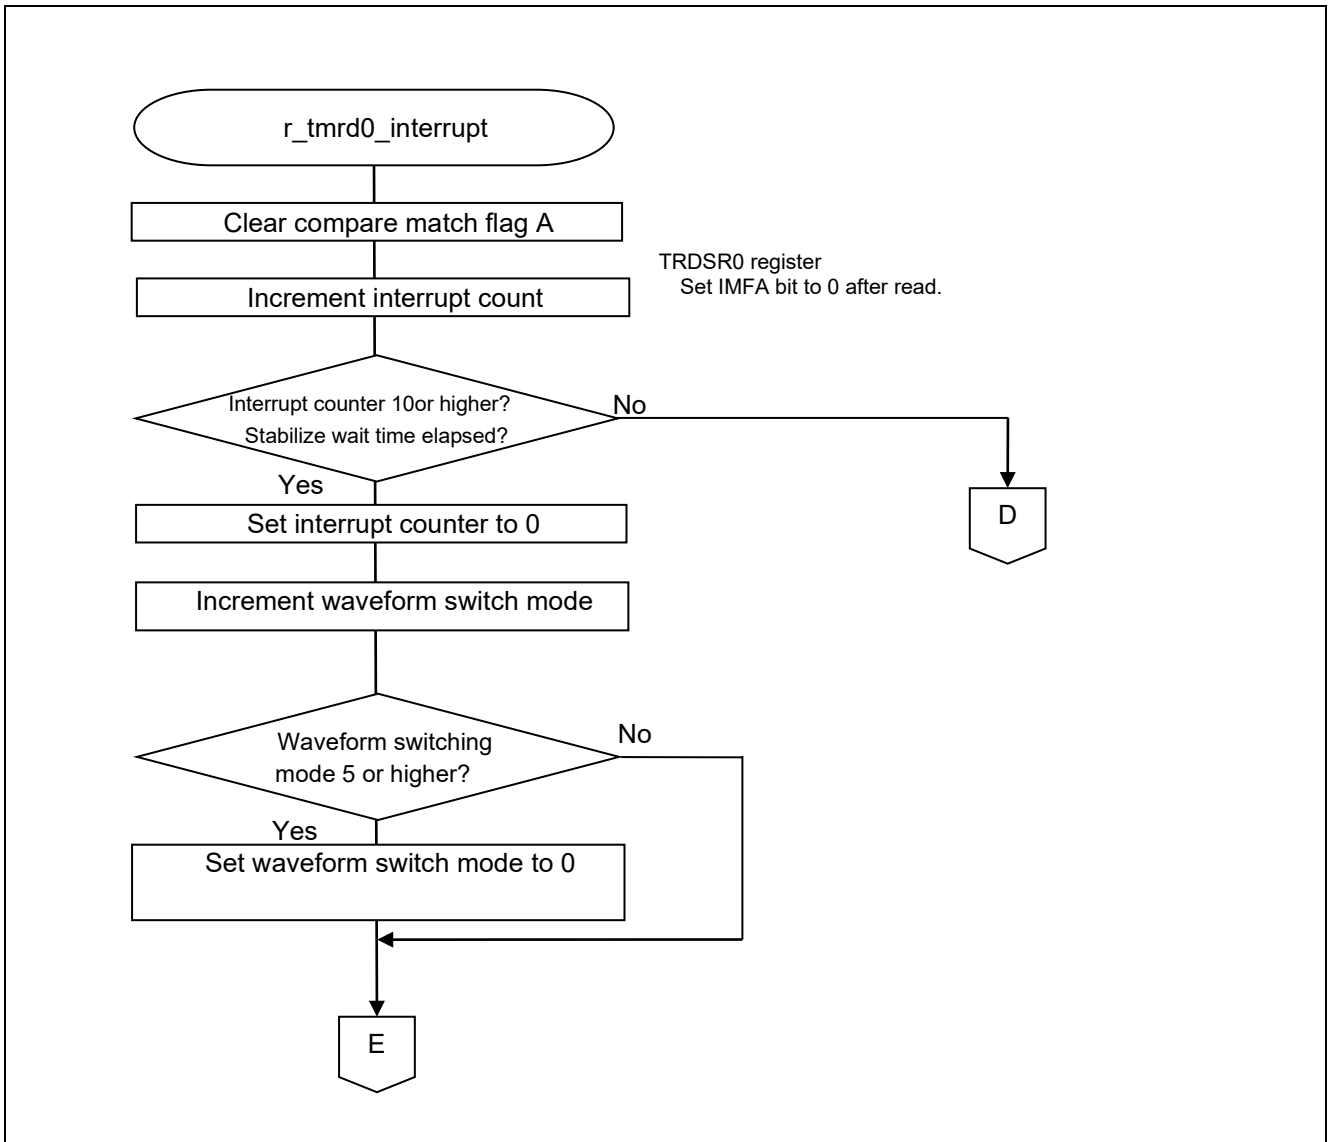 r_tmrd0_interrupt
Clear compare match flag A
TRDSR0 register
Set IMFA bit to 0 after read.
Increment interrupt count
Interrupt counter 10or higher?
Stabilize wait time elapsed?
No
Yes
Set interrupt counter to 0
D
Increment waveform switch mode
Waveform switching
mode 5 or higher?
No
Yes
Set waveform switch mode to 0
E